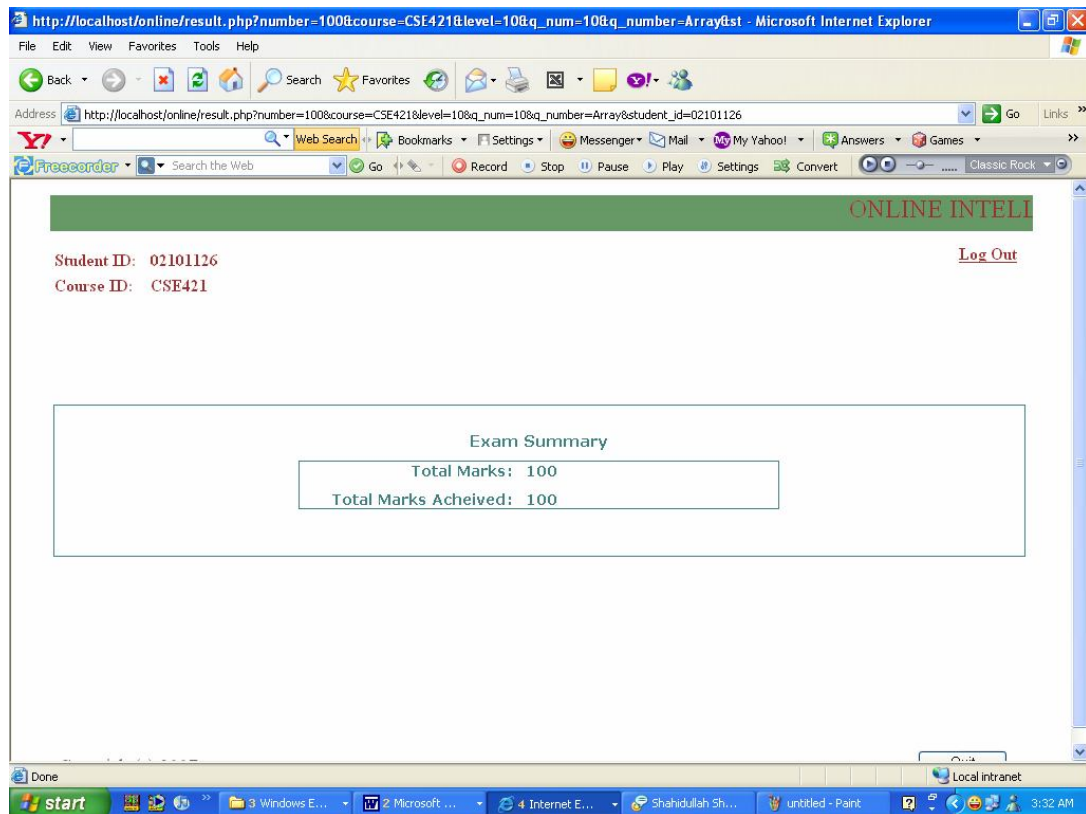 http://localhost/online/result.php?number=100&course=CSE421&level=10&q_num=10&q_number=Array&st - Microsoft Internet Explorer
File Edit View Favorites Tools Help
Back Search Favorites
Address http://localhost/online/result.php?number=100&course=CSE421&level=10&q_num=10&q_number=Array&student_id=02101126 Go Links »
Y! Web Search Bookmarks Settings Messenger Mail My Yahoo! Answers Games »
Freecorder Search the Web Go Record Stop Pause Play Settings Convert Classic Rock
ONLINE INTELL
Student ID: 02101126 Log Out
Course ID: CSE421
Exam Summary
Total Marks: 100
Total Marks Acheived: 100
Quit
Done Local intranet
start » 3 Windows E... 2 Microsoft ... 4 Internet E... Shahidullah Sh... untitled - Paint 3:32 AM